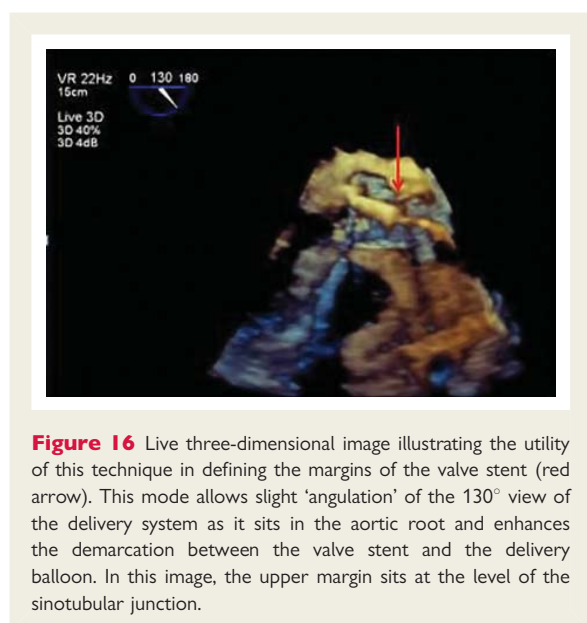 VR 22Hz
15cm
0 130 180
Live 3D
3D 40%
3D 4dB
Figure 16 Live three-dimensional image illustrating the utility
of this technique in defining the margins of the valve stent (red
arrow). This mode allows slight ‘angulation’ of the 130° view of
the delivery system as it sits in the aortic root and enhances
the demarcation between the valve stent and the delivery
balloon. In this image, the upper margin sits at the level of the
sinotubular junction.